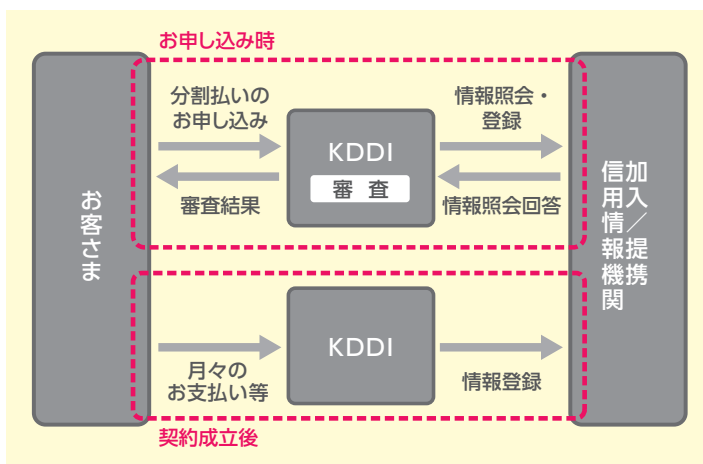 お申し込み時
お客さま
分割払いの
お申し込み
審査結果
KDDI
審査
情報照会・
登録
情報照会回答
加入／提携
信用情報機関
月々の
お支払い等
KDDI
情報登録
契約成立後